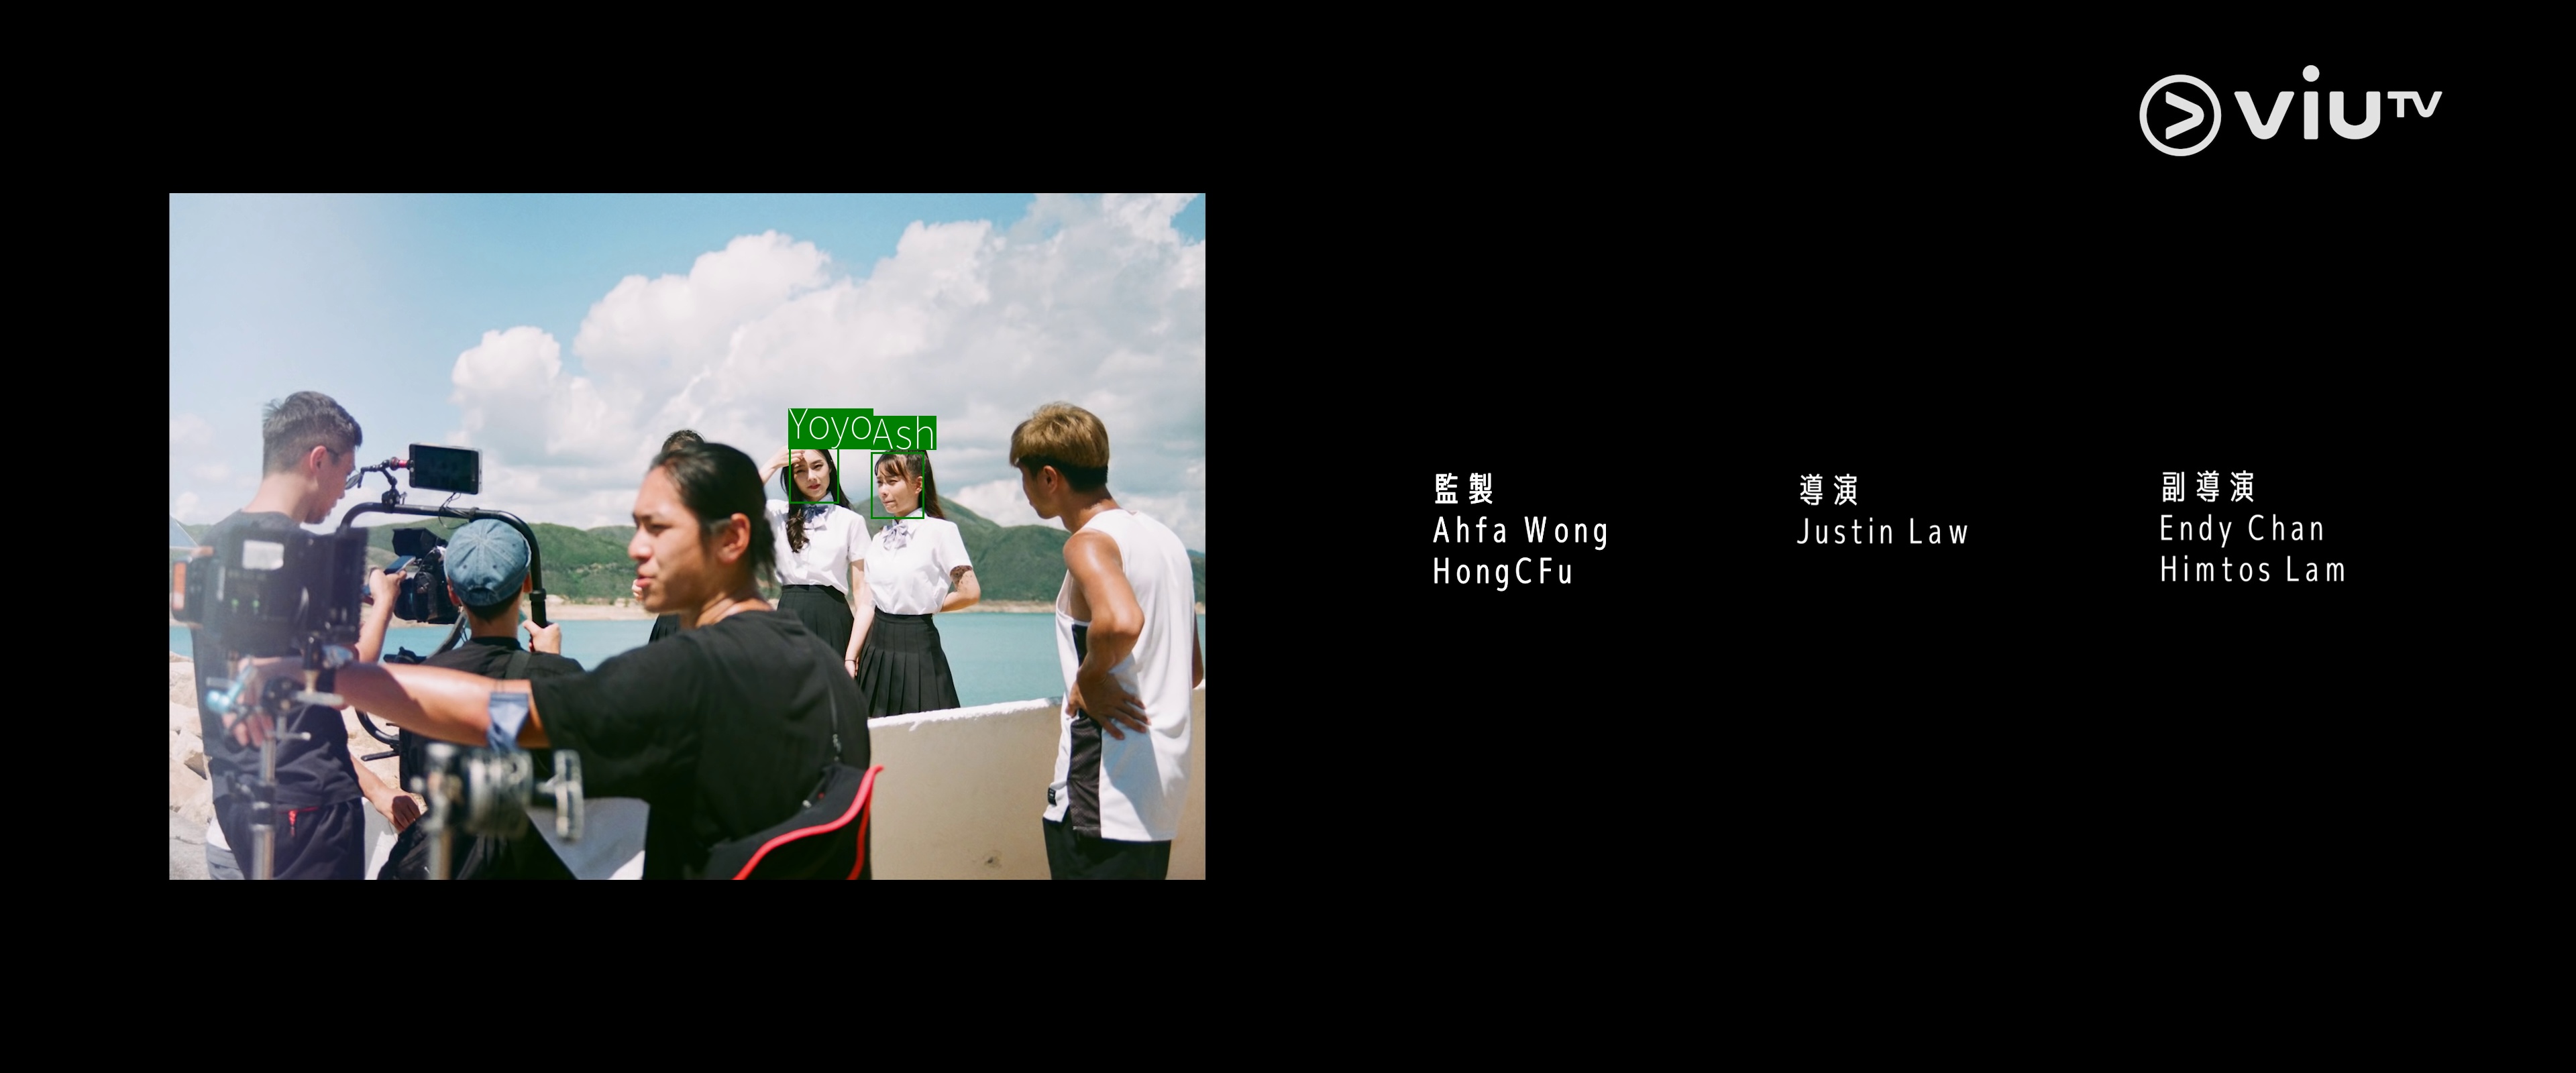 viuTV
Yoyo
Ash
監製
Ahfa Wong
HongCFu
導演
Justin Law
副導演
Endy Chan
Himtos Lam